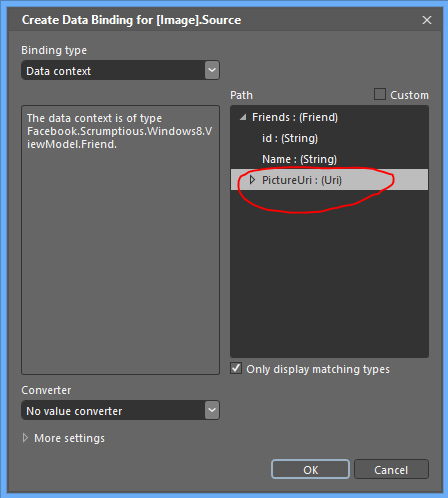 Create Data Binding for [Image].Source
Binding type
Data context
The data context is of type
Facebook.Scrumptious.Windows8.V
iewModel.Friend.
Path
Custom
Friends : (Friend)
id : (String)
Name : (String)
PictureUri : (Uri)
Only display matching types
Converter
No value converter
More settings
OK
Cancel